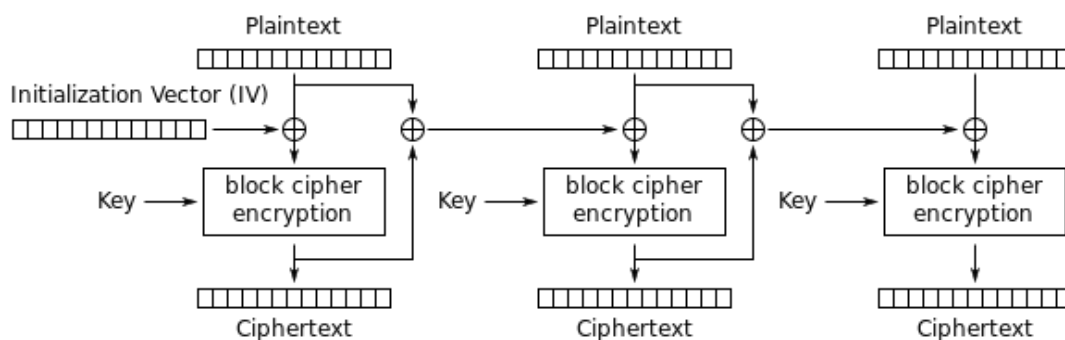 Plaintext
Plaintext
Plaintext
Initialization Vector (IV)
Key
block cipher
encryption
Key
block cipher
encryption
Key
block cipher
encryption
Ciphertext
Ciphertext
Ciphertext